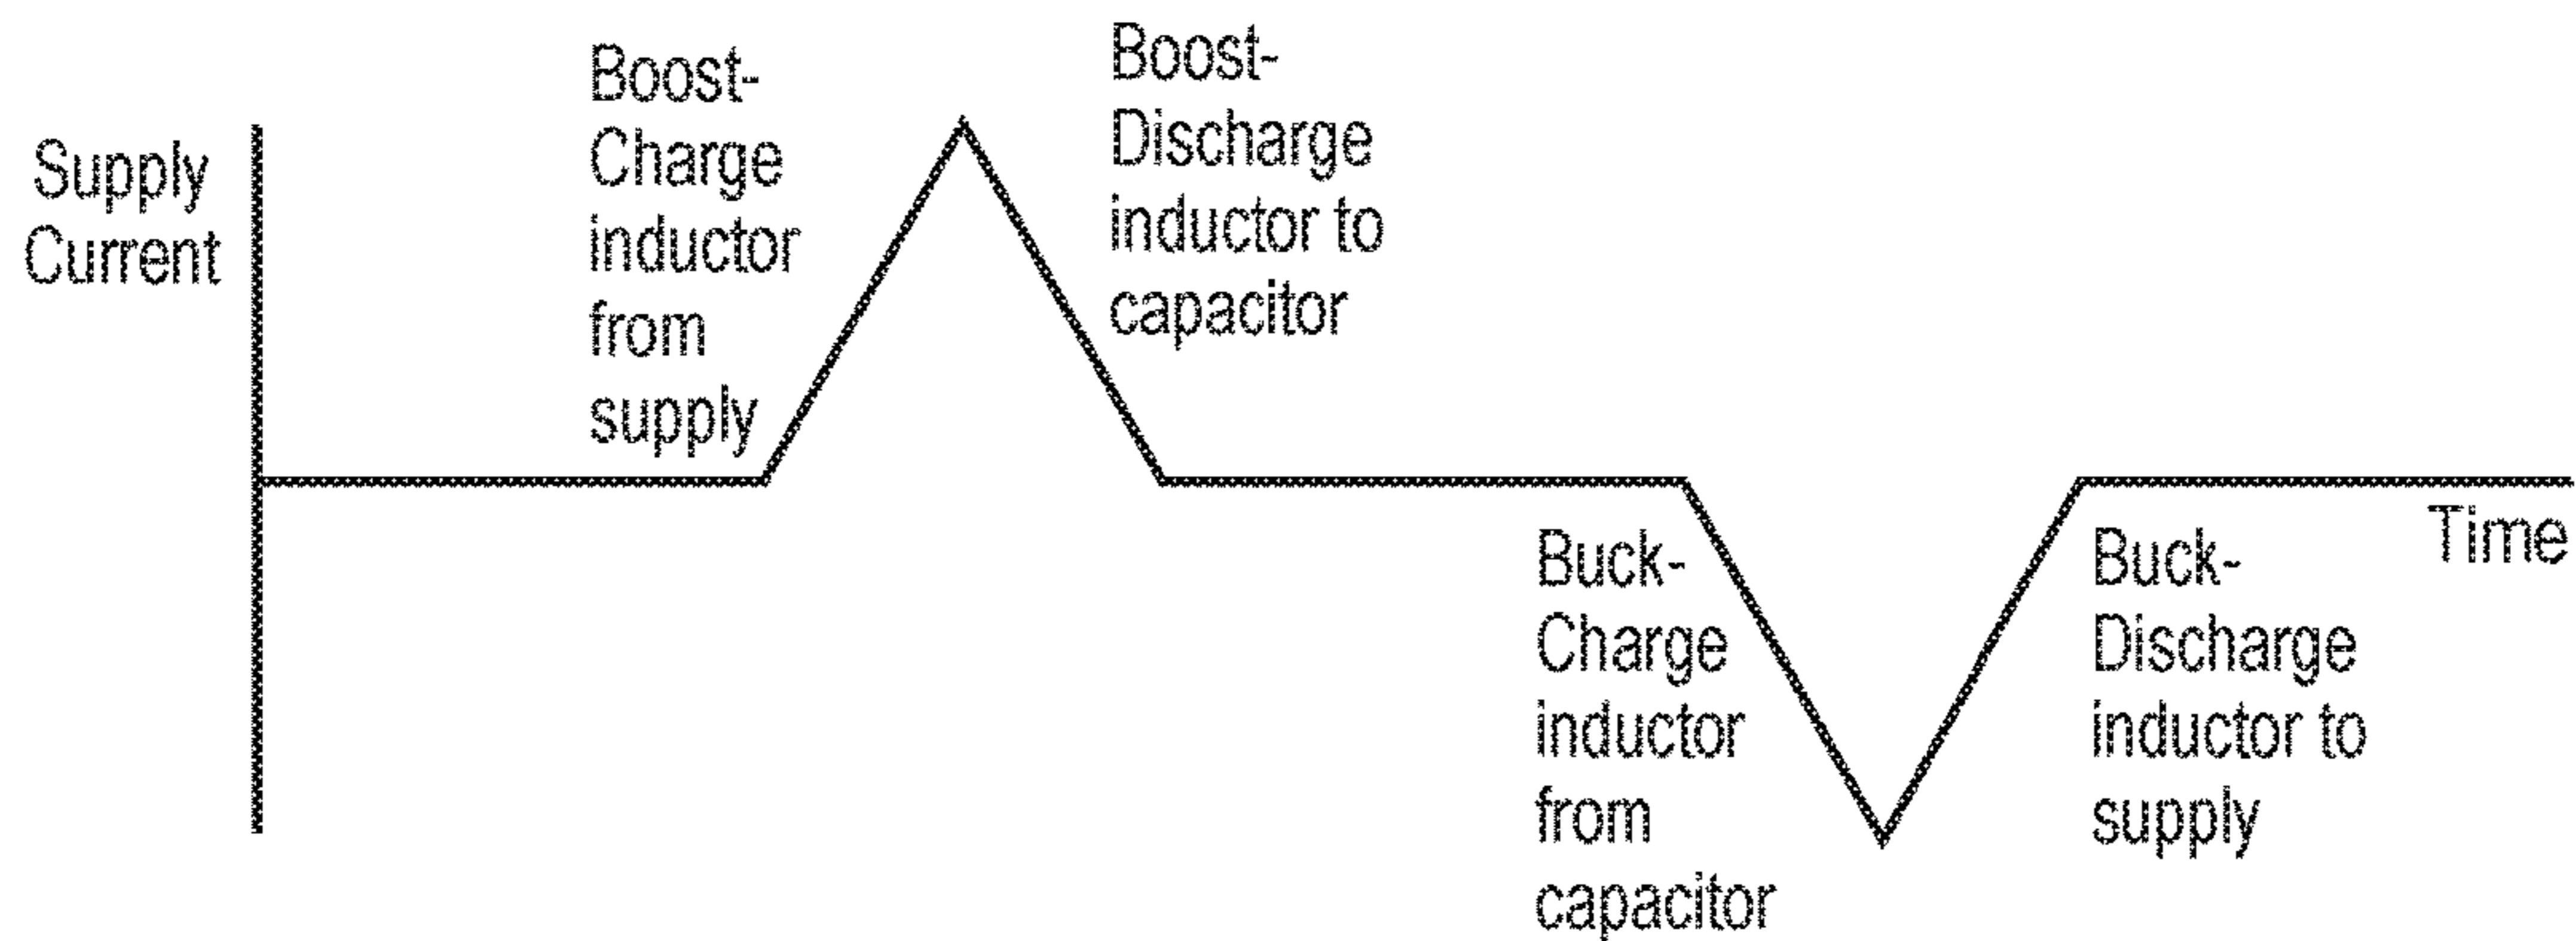 Supply
Current
Boost-
Charge
inductor
from
supply
Boost-
Discharge
inductor to
capacitor
Buck-
Charge
inductor
from
capacitor
Buck-
Discharge
inductor to
supply
Time